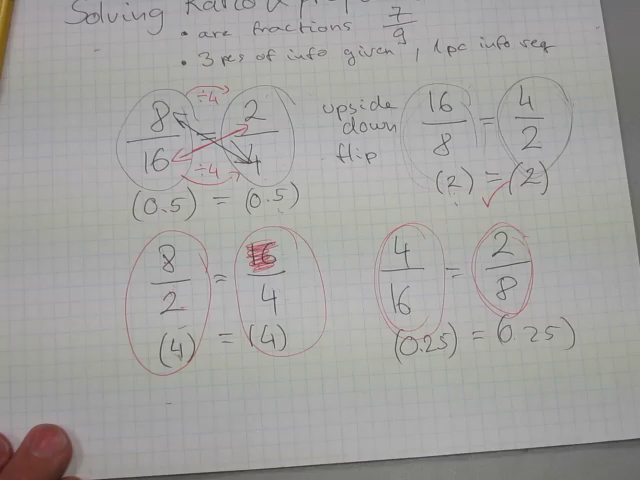 Solving Ratio &
• are fractions 7/9
• 3 pcs of info given, 1 pc info req
8/16 = 2/4
÷4
÷4
(0.5) = (0.5)
upside
down
flip
16/8 = 4/2
(2) = (2)
8/2 = 16/4
(4) = (4)
4/16 = 2/8
(0.25) = (0.25)